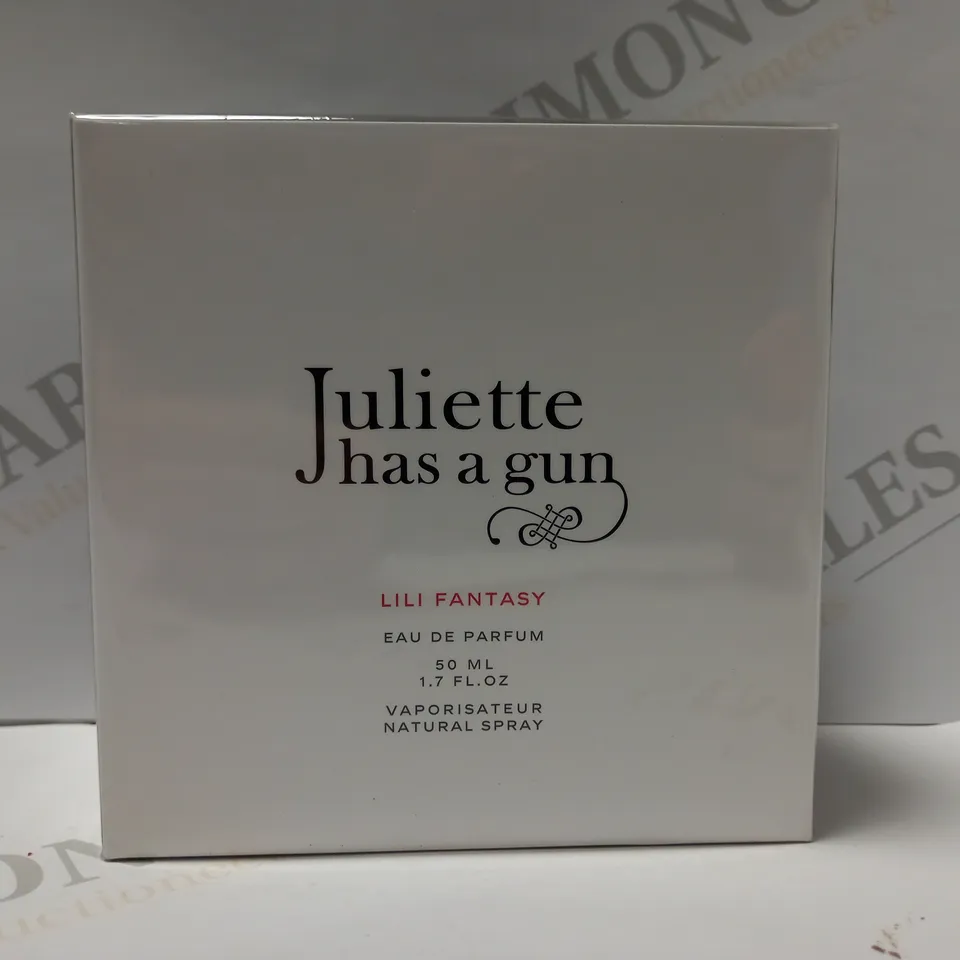 Juliette
has a gun
LILI FANTASY
EAU DE PARFUM
50 ML
1.7 FL.OZ
VAPORISATEUR
NATURAL SPRAY